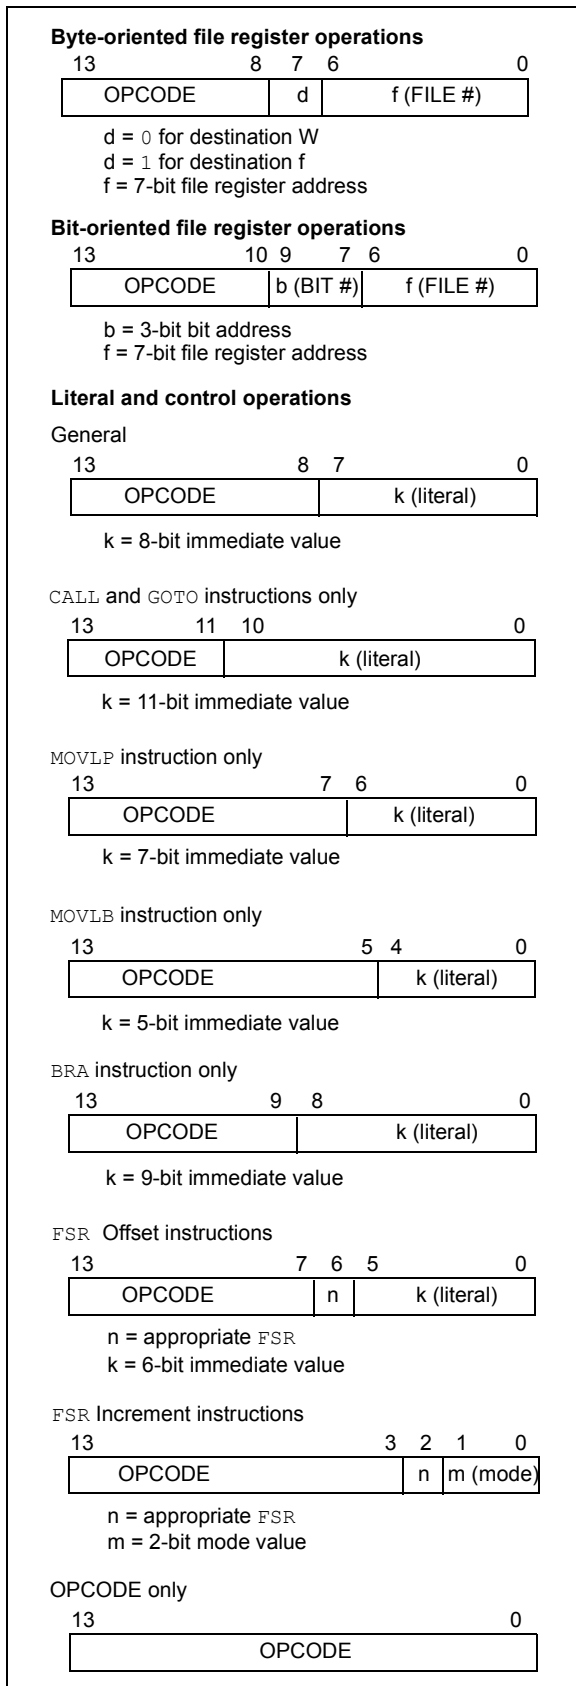 Byte-oriented file register operations
13 8 7 6 0
OPCODE d f (FILE #)
d = 0 for destination W
d = 1 for destination f
f = 7-bit file register address
Bit-oriented file register operations
13 10 9 7 6 0
OPCODE b (BIT #) f (FILE #)
b = 3-bit bit address
f = 7-bit file register address
Literal and control operations
General
13 8 7 0
OPCODE k (literal)
k = 8-bit immediate value
CALL and GOTO instructions only
13 11 10 0
OPCODE k (literal)
k = 11-bit immediate value
MOVLP instruction only
13 7 6 0
OPCODE k (literal)
k = 7-bit immediate value
MOVLB instruction only
13 5 4 0
OPCODE k (literal)
k = 5-bit immediate value
BRA instruction only
13 9 8 0
OPCODE k (literal)
k = 9-bit immediate value
FSR Offset instructions
13 7 6 5 0
OPCODE n k (literal)
n = appropriate FSR
k = 6-bit immediate value
FSR Increment instructions
13 3 2 1 0
OPCODE n m (mode)
n = appropriate FSR
m = 2-bit mode value
OPCODE only
13 0
OPCODE